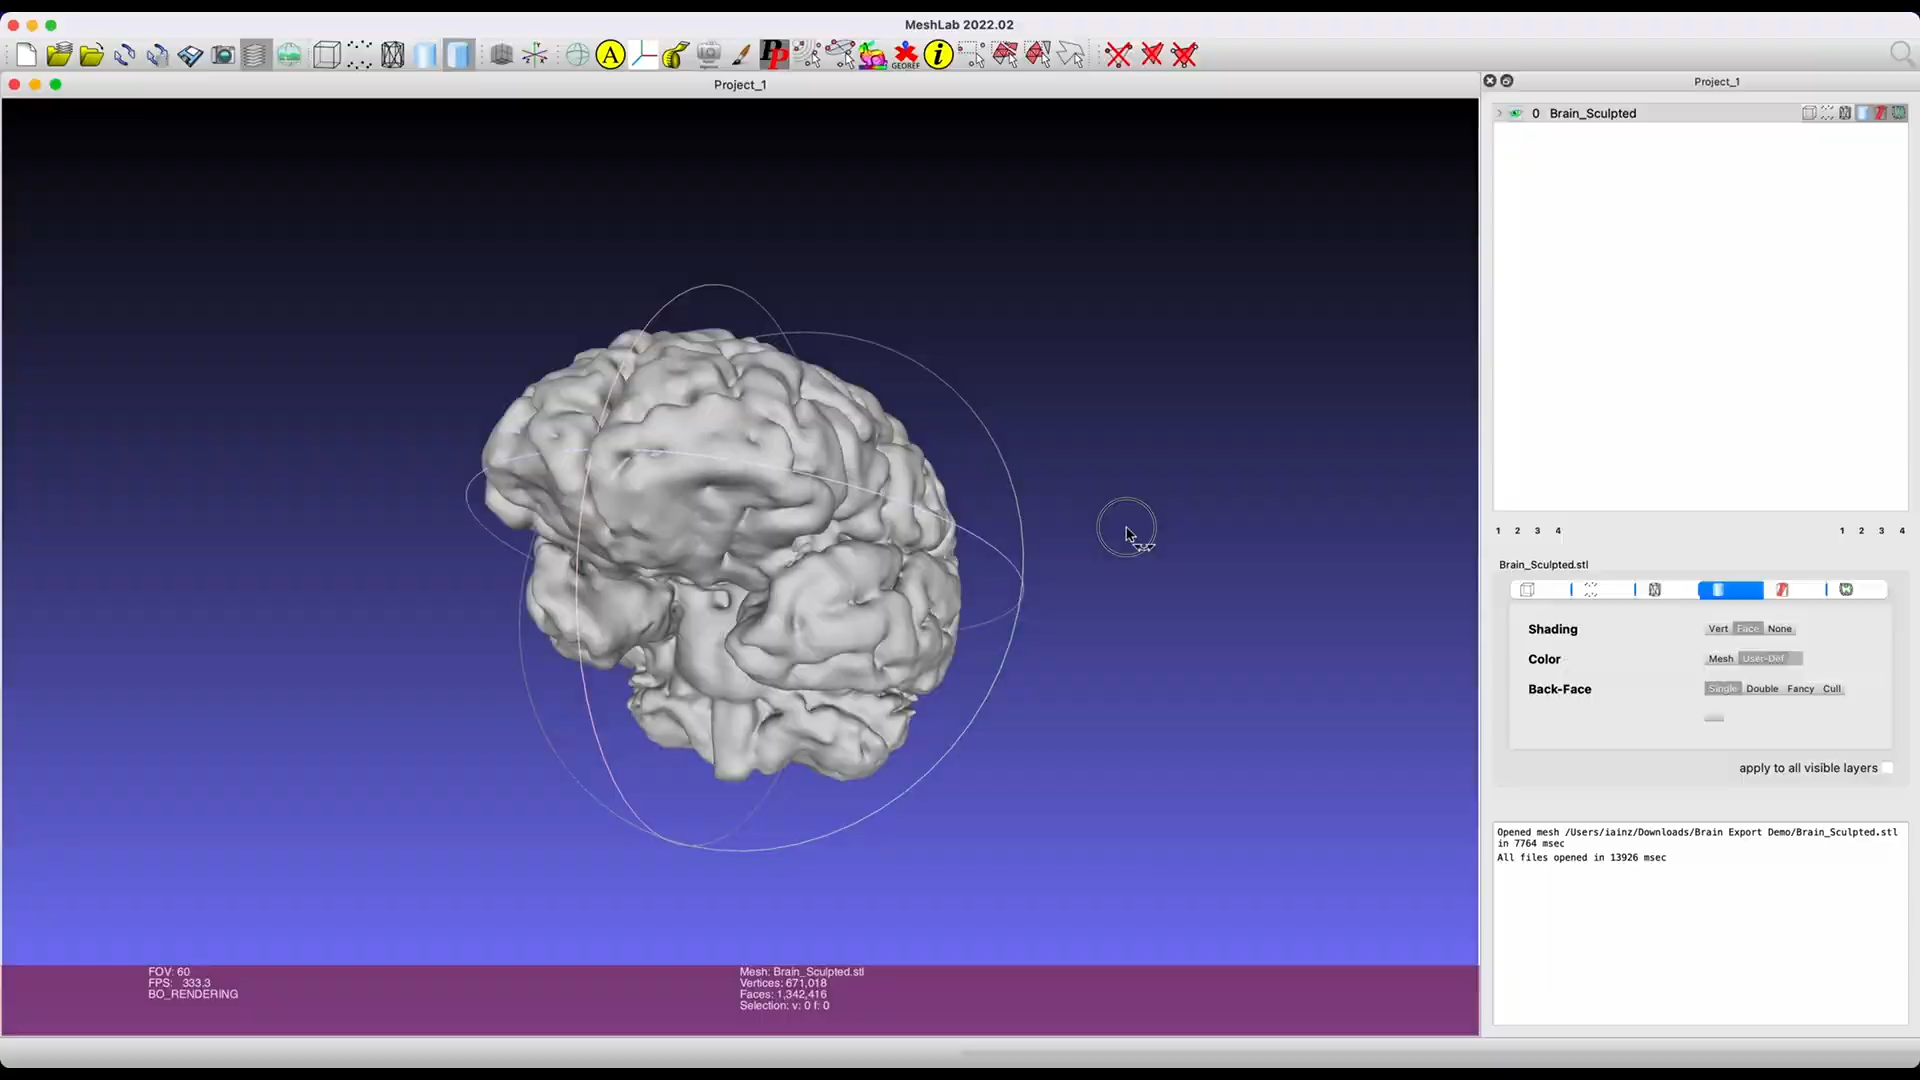 MeshLab 2022.02
A
Pp
GEOREF
i
Project_1
Project_1
0 Brain_Sculpted
1 2 3 4
1 2 3 4
Brain_Sculpted.stl
Shading
Vert Face None
Color
Mesh User-Def
Back-Face
Single Double Fancy Cull
apply to all visible layers
Opened mesh /Users/iainz/Downloads/Brain Export Demo/Brain_Sculpted.stl
in 7764 msec
All files opened in 13926 msec
FOV: 60
FPS: 333.3
BO_RENDERING
Mesh: Brain_Sculpted.stl
Vertices: 671,018
Faces: 1,342,416
Selection: v: 0 f: 0